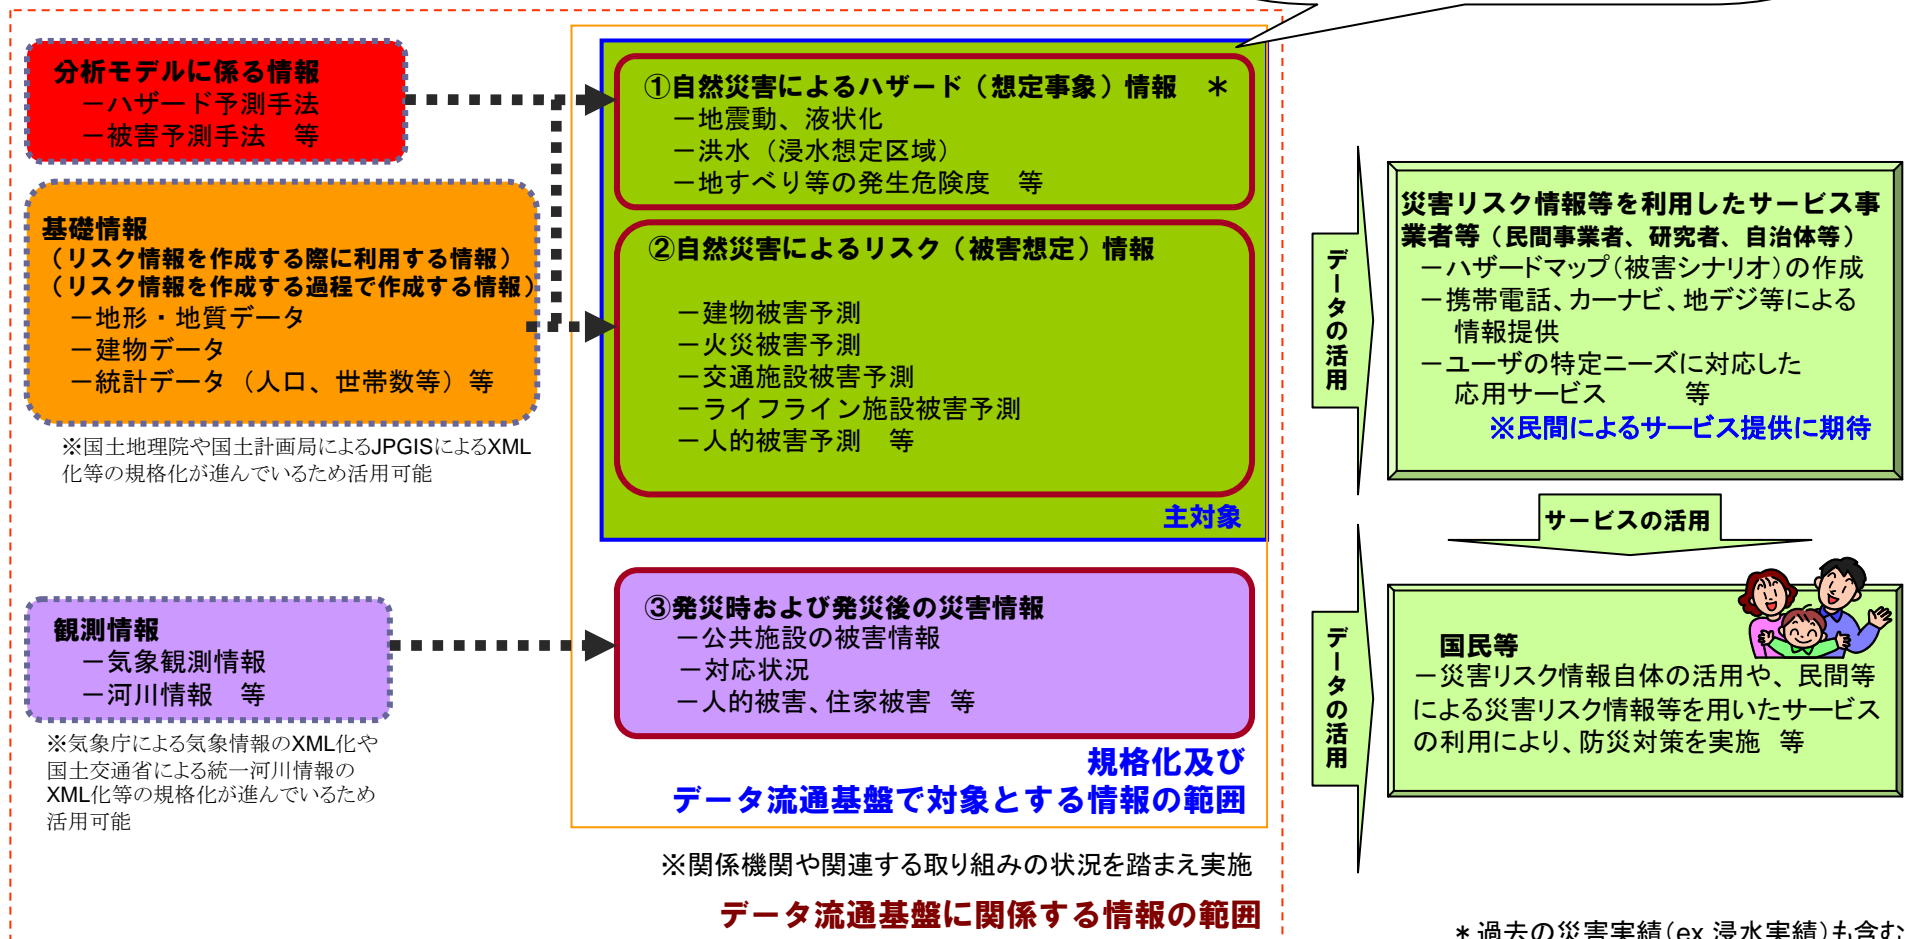 分析モデルに係る情報
－ハザード予測手法
－被害予測手法　等
基礎情報
（リスク情報を作成する際に利用する情報）
（リスク情報を作成する過程で作成する情報）
－地形・地質データ
－建物データ
－統計データ（人口、世帯数等）等
※国土地理院や国土計画局によるJPGISによるXML
化等の規格化が進んでいるため活用可能
観測情報
－気象観測情報
－河川情報　等
※気象庁による気象情報のXML化や
国土交通省による統一河川情報の
XML化等の規格化が進んでいるため
活用可能
①自然災害によるハザード（想定事象）情報　＊
－地震動、液状化
－洪水（浸水想定区域）
－地すべり等の発生危険度　等
②自然災害によるリスク（被害想定）情報
－建物被害予測
－火災被害予測
－交通施設被害予測
－ライフライン施設被害予測
－人的被害予測　等
主対象
③発災時および発災後の災害情報
－公共施設の被害情報
－対応状況
－人的被害、住家被害　等
規格化及び
データ流通基盤で対象とする情報の範囲
※関係機関や関連する取り組みの状況を踏まえ実施
データ流通基盤に関係する情報の範囲
データの活用
災害リスク情報等を利用したサービス事
業者等（民間事業者、研究者、自治体等）
－ハザードマップ（被害シナリオ）の作成
－携帯電話、カーナビ、地デジ等による
情報提供
－ユーザの特定ニーズに対応した
応用サービス　　　等
※民間によるサービス提供に期待
サービスの活用
データの活用
国民等
－災害リスク情報自体の活用や、民間等
による災害リスク情報等を用いたサービス
の利用により、防災対策を実施　等
＊過去の災害実績（ex.浸水実績）も含む